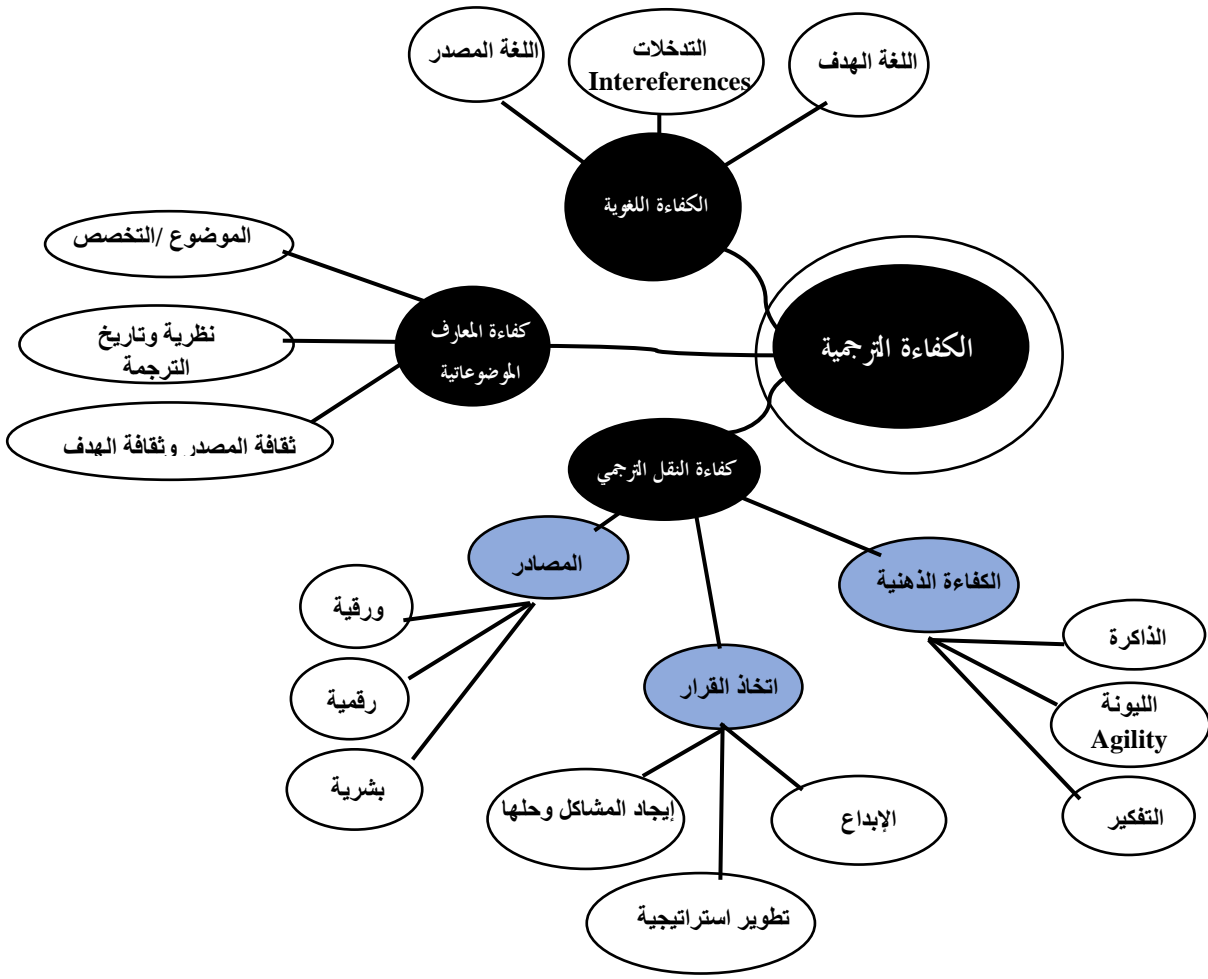 اللغة المصدر
التدخلات
Intereferences
اللغة الهدف
الكفاءة اللغوية
الموضوع /التخصص
نظرية وتاريخ
الترجمة
ثقافة المصدر وثقافة الهدف
كفاءة المعارف
الموضوعاتية
الكفاءة الترجمية
كفاءة النقل الترجمي
المصادر
الكفاءة الذهنية
ورقية
رقمية
بشرية
اتخاذ القرار
إيجاد المشاكل وحلها
تطوير استراتيجية
الإبداع
الذاكرة
الليونة
Agility
التفكير